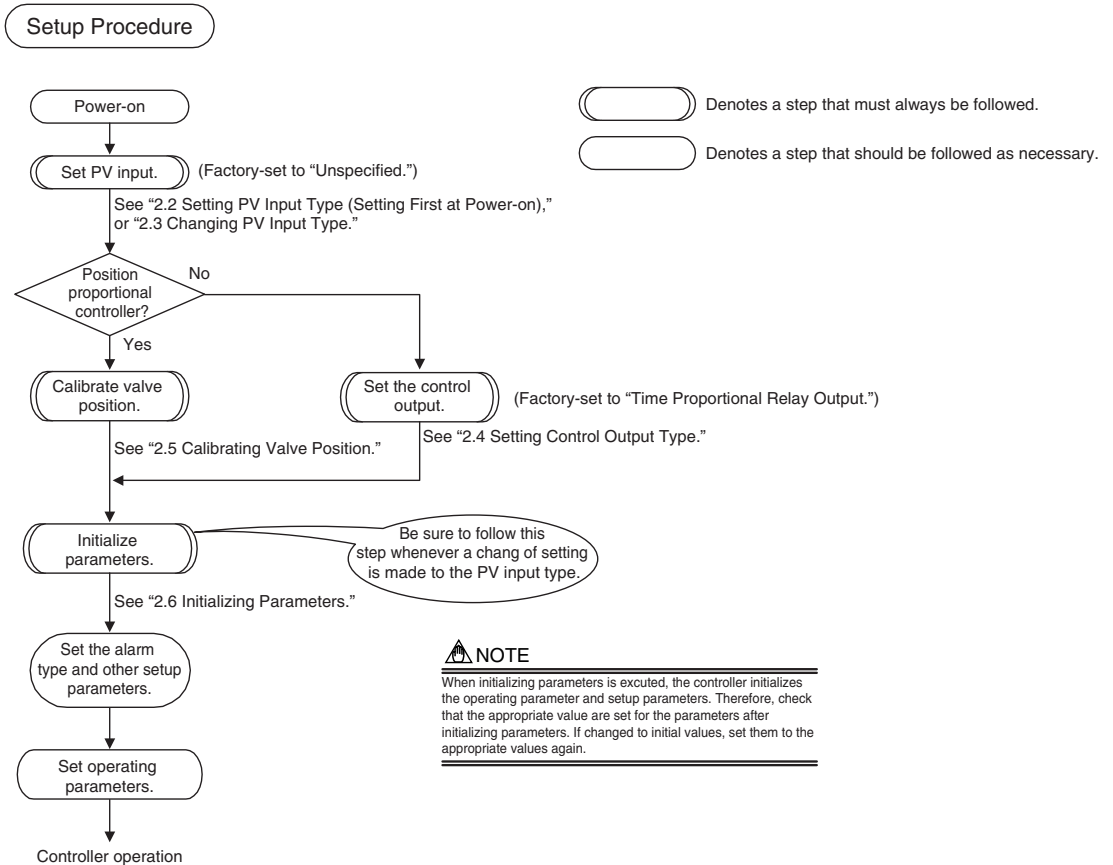 Setup Procedure
Power-on
Denotes a step that must always be followed.
Denotes a step that should be followed as necessary.
Set PV input.
(Factory-set to “Unspecified.”)
See “2.2 Setting PV Input Type (Setting First at Power-on),”
or “2.3 Changing PV Input Type.”
Position
proportional
controller?
No
Yes
Calibrate valve
position.
Set the control
output.
(Factory-set to “Time Proportional Relay Output.”)
See “2.5 Calibrating Valve Position.”
See “2.4 Setting Control Output Type.”
Initialize
parameters.
Be sure to follow this
step whenever a chang of setting
is made to the PV input type.
See “2.6 Initializing Parameters.”
Set the alarm
type and other setup
parameters.
NOTE
When initializing parameters is excuted, the controller initializes
the operating parameter and setup parameters. Therefore, check
that the appropriate value are set for the parameters after
initializing parameters. If changed to initial values, set them to the
appropriate values again.
Set operating
parameters.
Controller operation